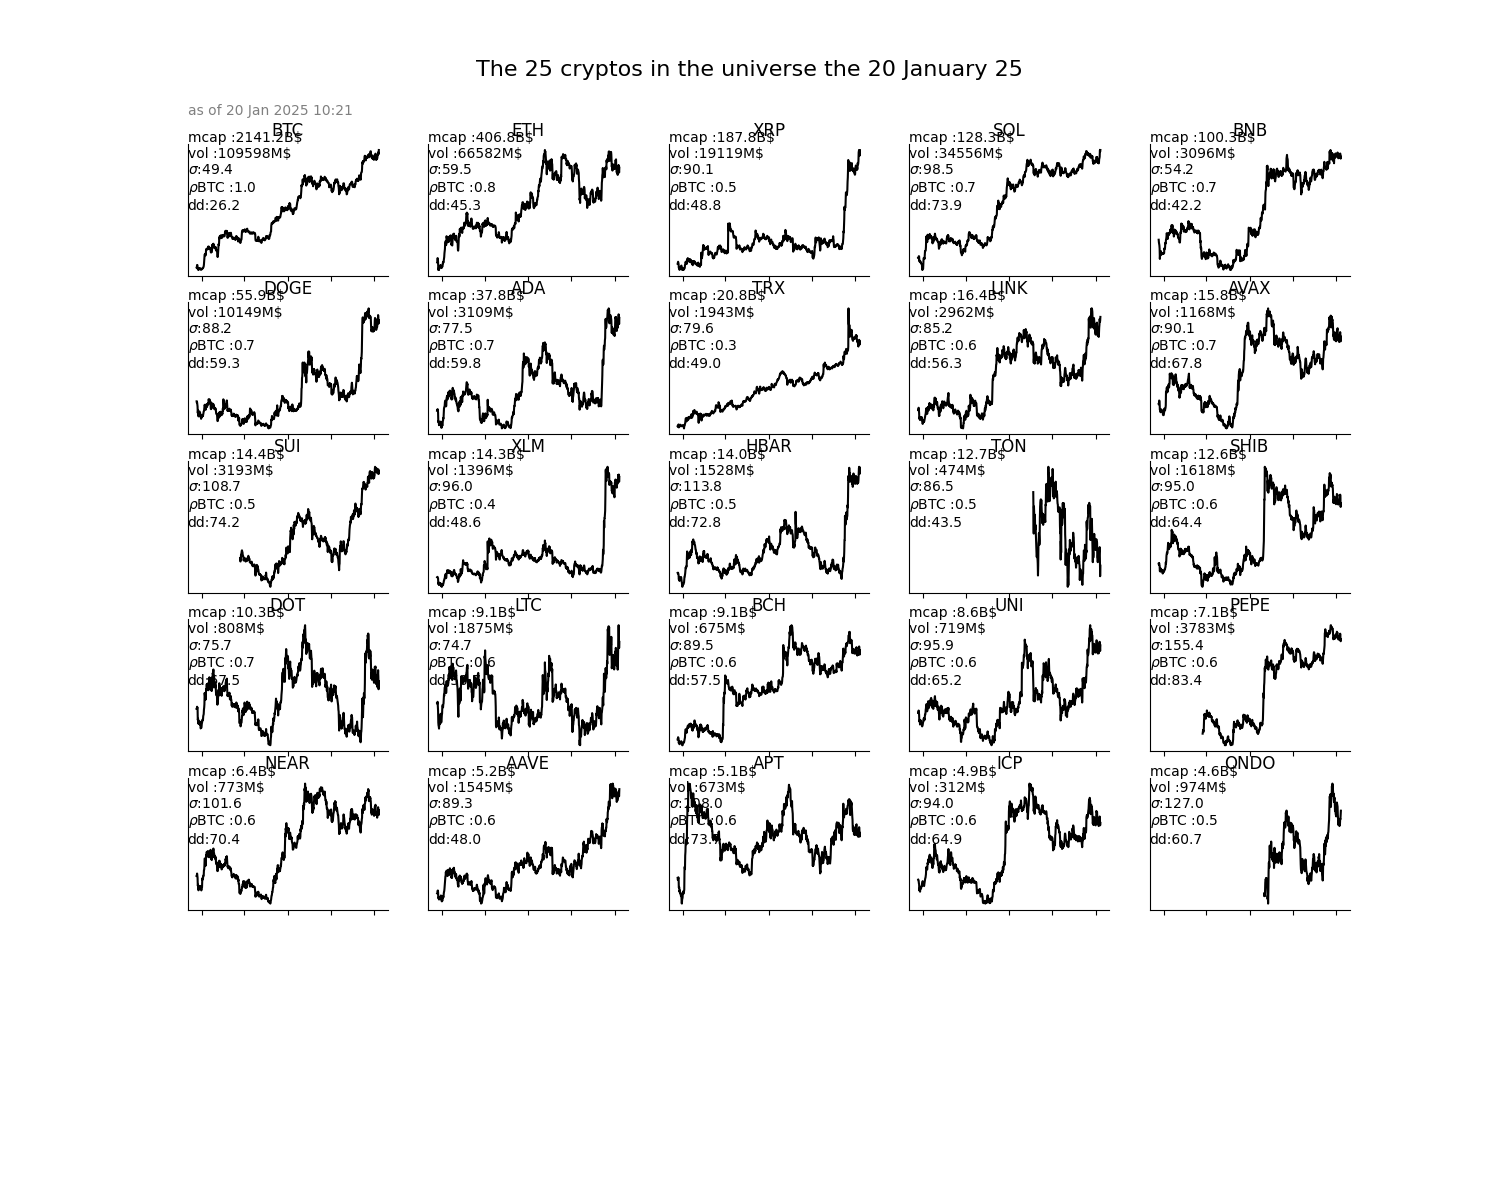 The 25 cryptos in the universe the 20 January 25
as of 20 Jan 2025 10:21
BTC
mcap :2141.2B$
vol :109598M$
σ:49.4
ρBTC :1.0
dd:26.2
ETH
mcap :406.8B$
vol :66582M$
σ:59.5
ρBTC :0.8
dd:45.3
XRP
mcap :187.8B$
vol :19119M$
σ:90.1
ρBTC :0.5
dd:48.8
SOL
mcap :128.3B$
vol :34556M$
σ:98.5
ρBTC :0.7
dd:73.9
BNB
mcap :100.3B$
vol :3096M$
σ:54.2
ρBTC :0.7
dd:42.2
DOGE
mcap :55.9B$
vol :10149M$
σ:88.2
ρBTC :0.7
dd:59.3
ADA
mcap :37.8B$
vol :3109M$
σ:77.5
ρBTC :0.7
dd:59.8
TRX
mcap :20.8B$
vol :1943M$
σ:79.6
ρBTC :0.3
dd:49.0
LINK
mcap :16.4B$
vol :2962M$
σ:85.2
ρBTC :0.6
dd:56.3
AVAX
mcap :15.8B$
vol :1168M$
σ:90.1
ρBTC :0.7
dd:67.8
SUI
mcap :14.4B$
vol :3193M$
σ:108.7
ρBTC :0.5
dd:74.2
XLM
mcap :14.3B$
vol :1396M$
σ:96.0
ρBTC :0.4
dd:48.6
HBAR
mcap :14.0B$
vol :1528M$
σ:113.8
ρBTC :0.5
dd:72.8
TON
mcap :12.7B$
vol :474M$
σ:86.5
ρBTC :0.5
dd:43.5
SHIB
mcap :12.6B$
vol :1618M$
σ:95.0
ρBTC :0.6
dd:64.4
DOT
mcap :10.3B$
vol :808M$
σ:75.7
ρBTC :0.7
LTC
mcap :9.1B$
vol :1875M$
σ:74.7
ρBTC :0.6
BCH
mcap :9.1B$
vol :675M$
σ:89.5
ρBTC :0.6
dd:57.5
UNI
mcap :8.6B$
vol :719M$
σ:95.9
ρBTC :0.6
dd:65.2
PEPE
mcap :7.1B$
vol :3783M$
σ:155.4
ρBTC :0.6
dd:83.4
NEAR
mcap :6.4B$
vol :773M$
σ:101.6
ρBTC :0.6
dd:70.4
AAVE
mcap :5.2B$
vol :1545M$
σ:89.3
ρBTC :0.6
dd:48.0
APT
mcap :5.1B$
vol :673M$
σ:108.0
ρBTC :0.6
ICP
mcap :4.9B$
vol :312M$
σ:94.0
ρBTC :0.6
dd:64.9
ONDO
mcap :4.6B$
vol :974M$
σ:127.0
ρBTC :0.5
dd:60.7